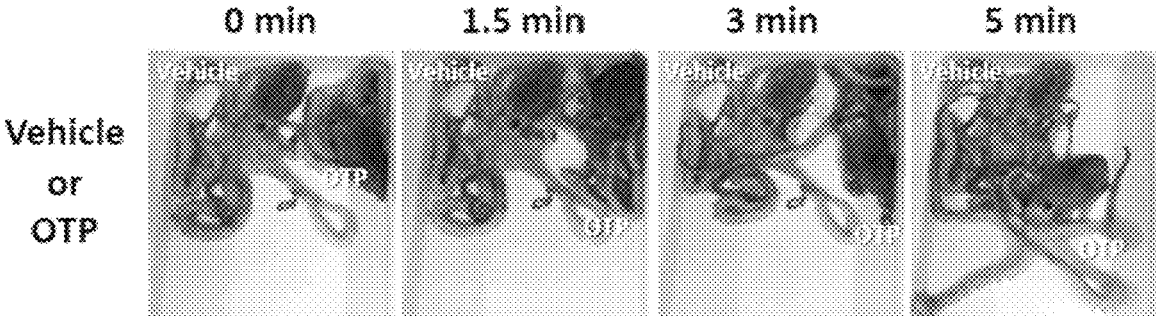 0 min 1.5 min 3 min 5 min
Vehicle Vehicle Vehicle Vehicle
Vehicle
or
OTP
OTP OTP OTP OTP